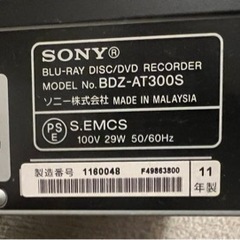 SONY®
BLU-RAY DISC/DVD RECORDER
MODEL No. BDZ-AT300S
ソニー株式会社 MADE IN MALAYSIA
PS
E
S.EMCS
100V 29W 50/60Hz
製造番号 1160048 F49863800
11
年製